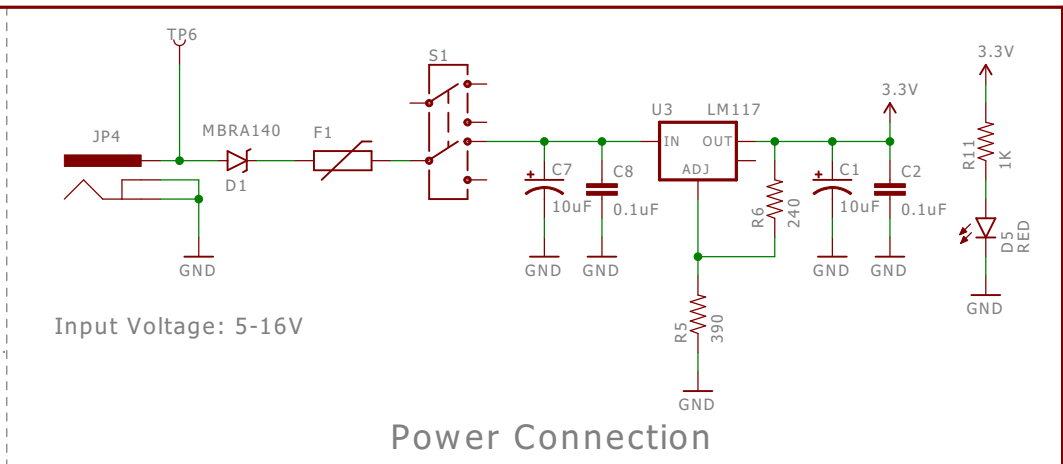 TP6
S1
3.3V
3.3V
U3 LM117
JP4
MBRA140
F1
IN OUT
R11
1K
D1
ADJ
C7
C8
C1
C2
+
+
10uF
0.1uF
R6
240
10uF
0.1uF
D5
RED
GND
GND
GND
GND
GND
GND
Input Voltage: 5-16V
R5
390
GND
Power Connection